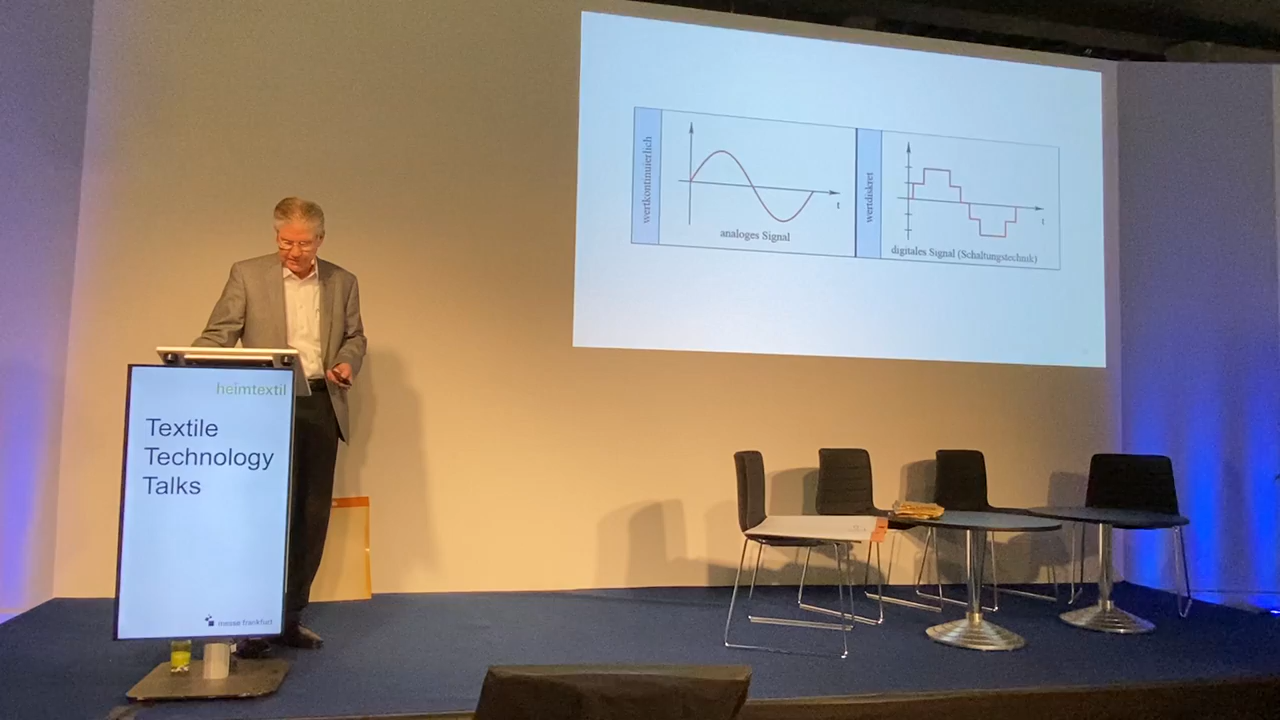 heimtextil
Textile
Technology
Talks
messe frankfurt
wertkontinuierlich
t
analoges Signal
wertdiskret
t
digitales Signal (Schaltungstechnik)